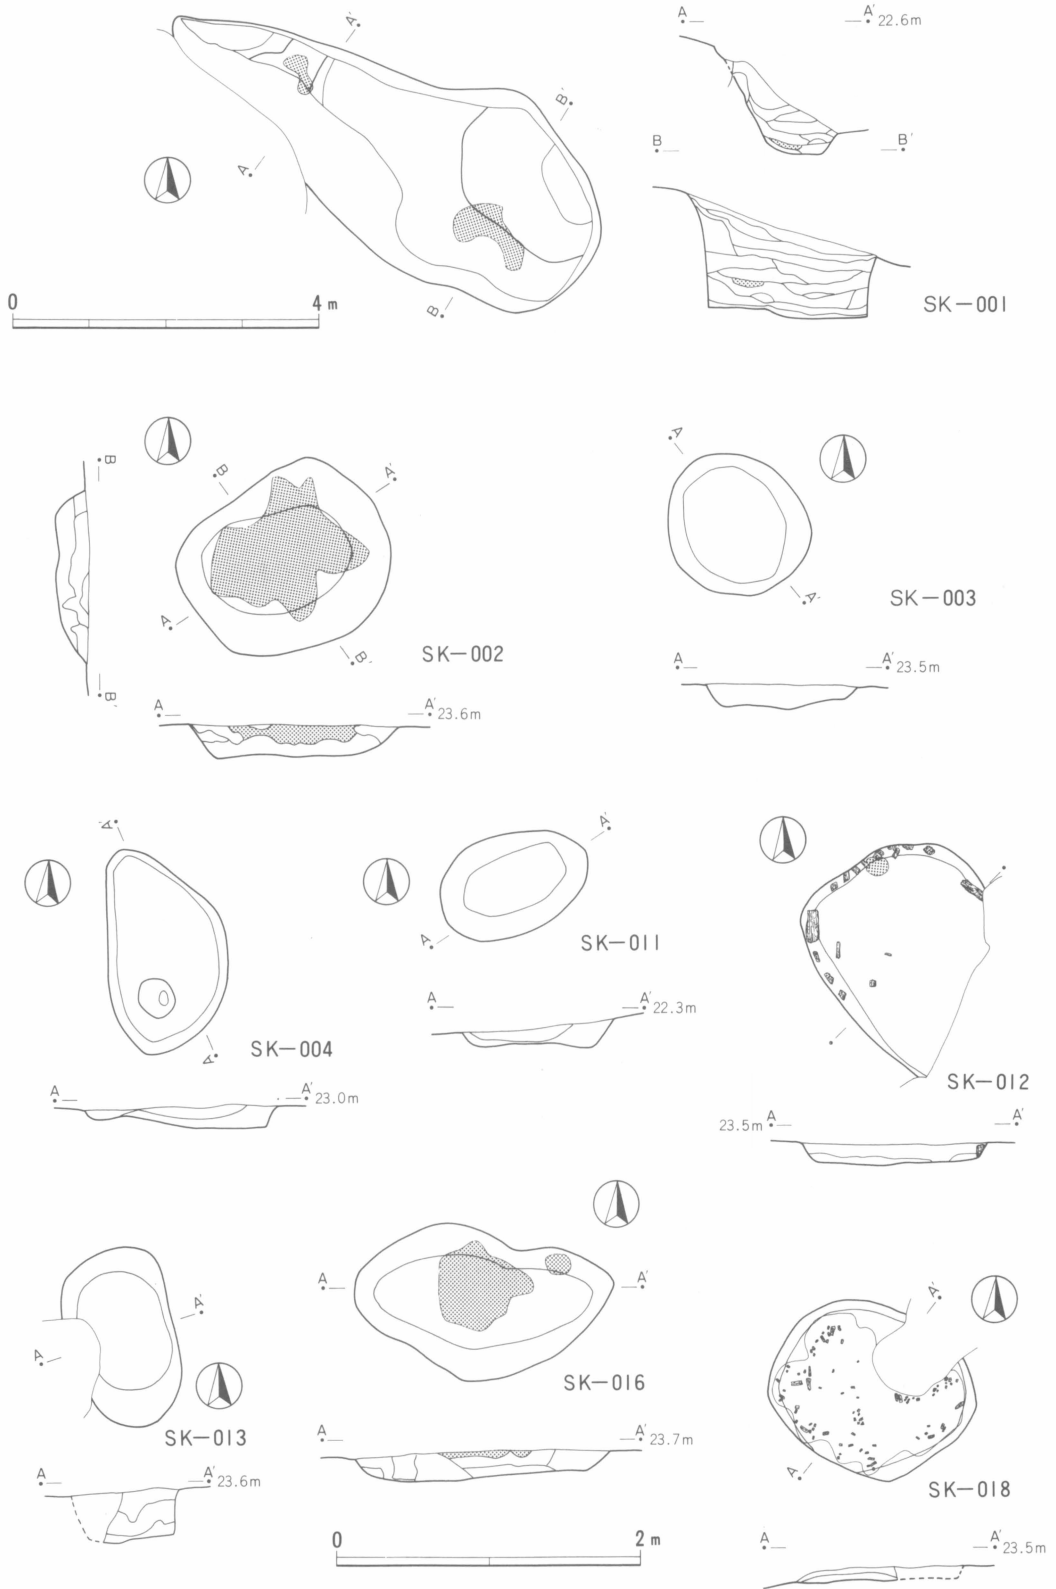 A A'
A A' 22.6m
B B'
B B'
0 4m
SK-001
B B'
A A'
B B'
SK-002
A A' 23.6m
A A'
SK-003
A A' 23.5m
A' A
SK-004
A A' 23.0m
A A'
SK-011
A A' 22.3m
SK-012
23.5m A A'
A A'
SK-013
A A' 23.6m
A A'
SK-016
A A' 23.7m
A A'
SK-018
0 2m
A A' 23.5m